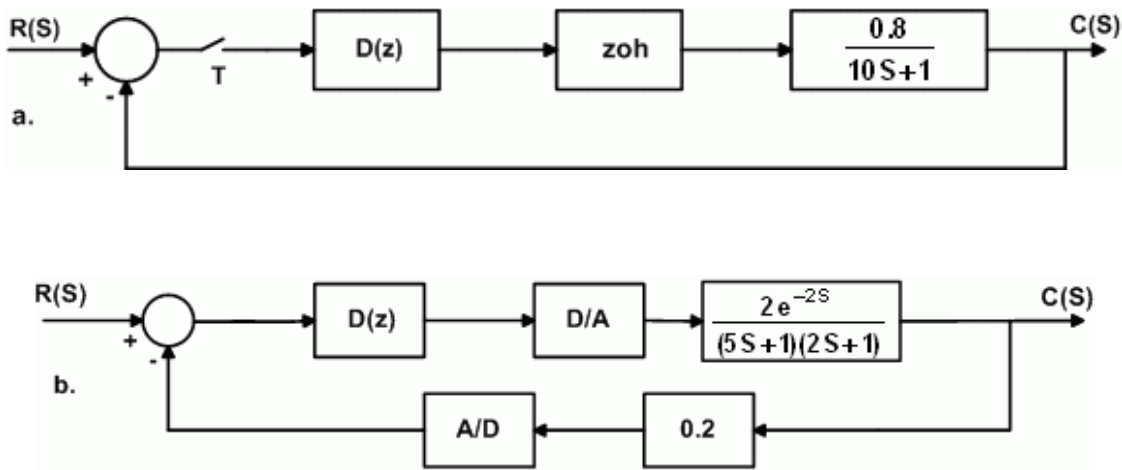 R(S)
+
-
T
D(z)
zoh
0.8
10S+1
C(S)
a.
R(S)
+
-
D(z)
D/A
2e^{-2S}
(5S+1)(2S+1)
C(S)
b.
A/D
0.2